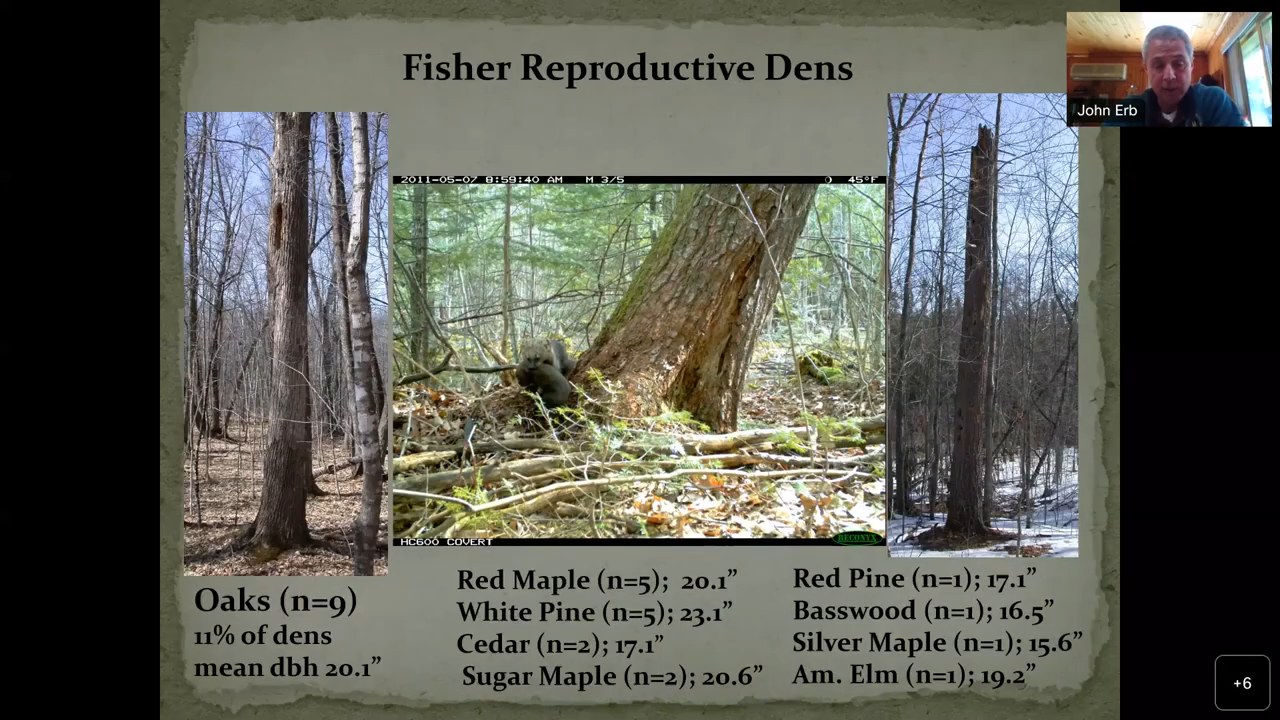 Fisher Reproductive Dens
John Erb
2011-05-07 8:59:40 AM M 3/5 45°F
HC600 COVERT
RECONYX
Oaks (n=9)
11% of dens
mean dbh 20.1”
Red Maple (n=5); 20.1”
White Pine (n=5); 23.1”
Cedar (n=2); 17.1”
Sugar Maple (n=2); 20.6”
Red Pine (n=1); 17.1”
Basswood (n=1); 16.5”
Silver Maple (n=1); 15.6”
Am. Elm (n=1); 19.2”
+6